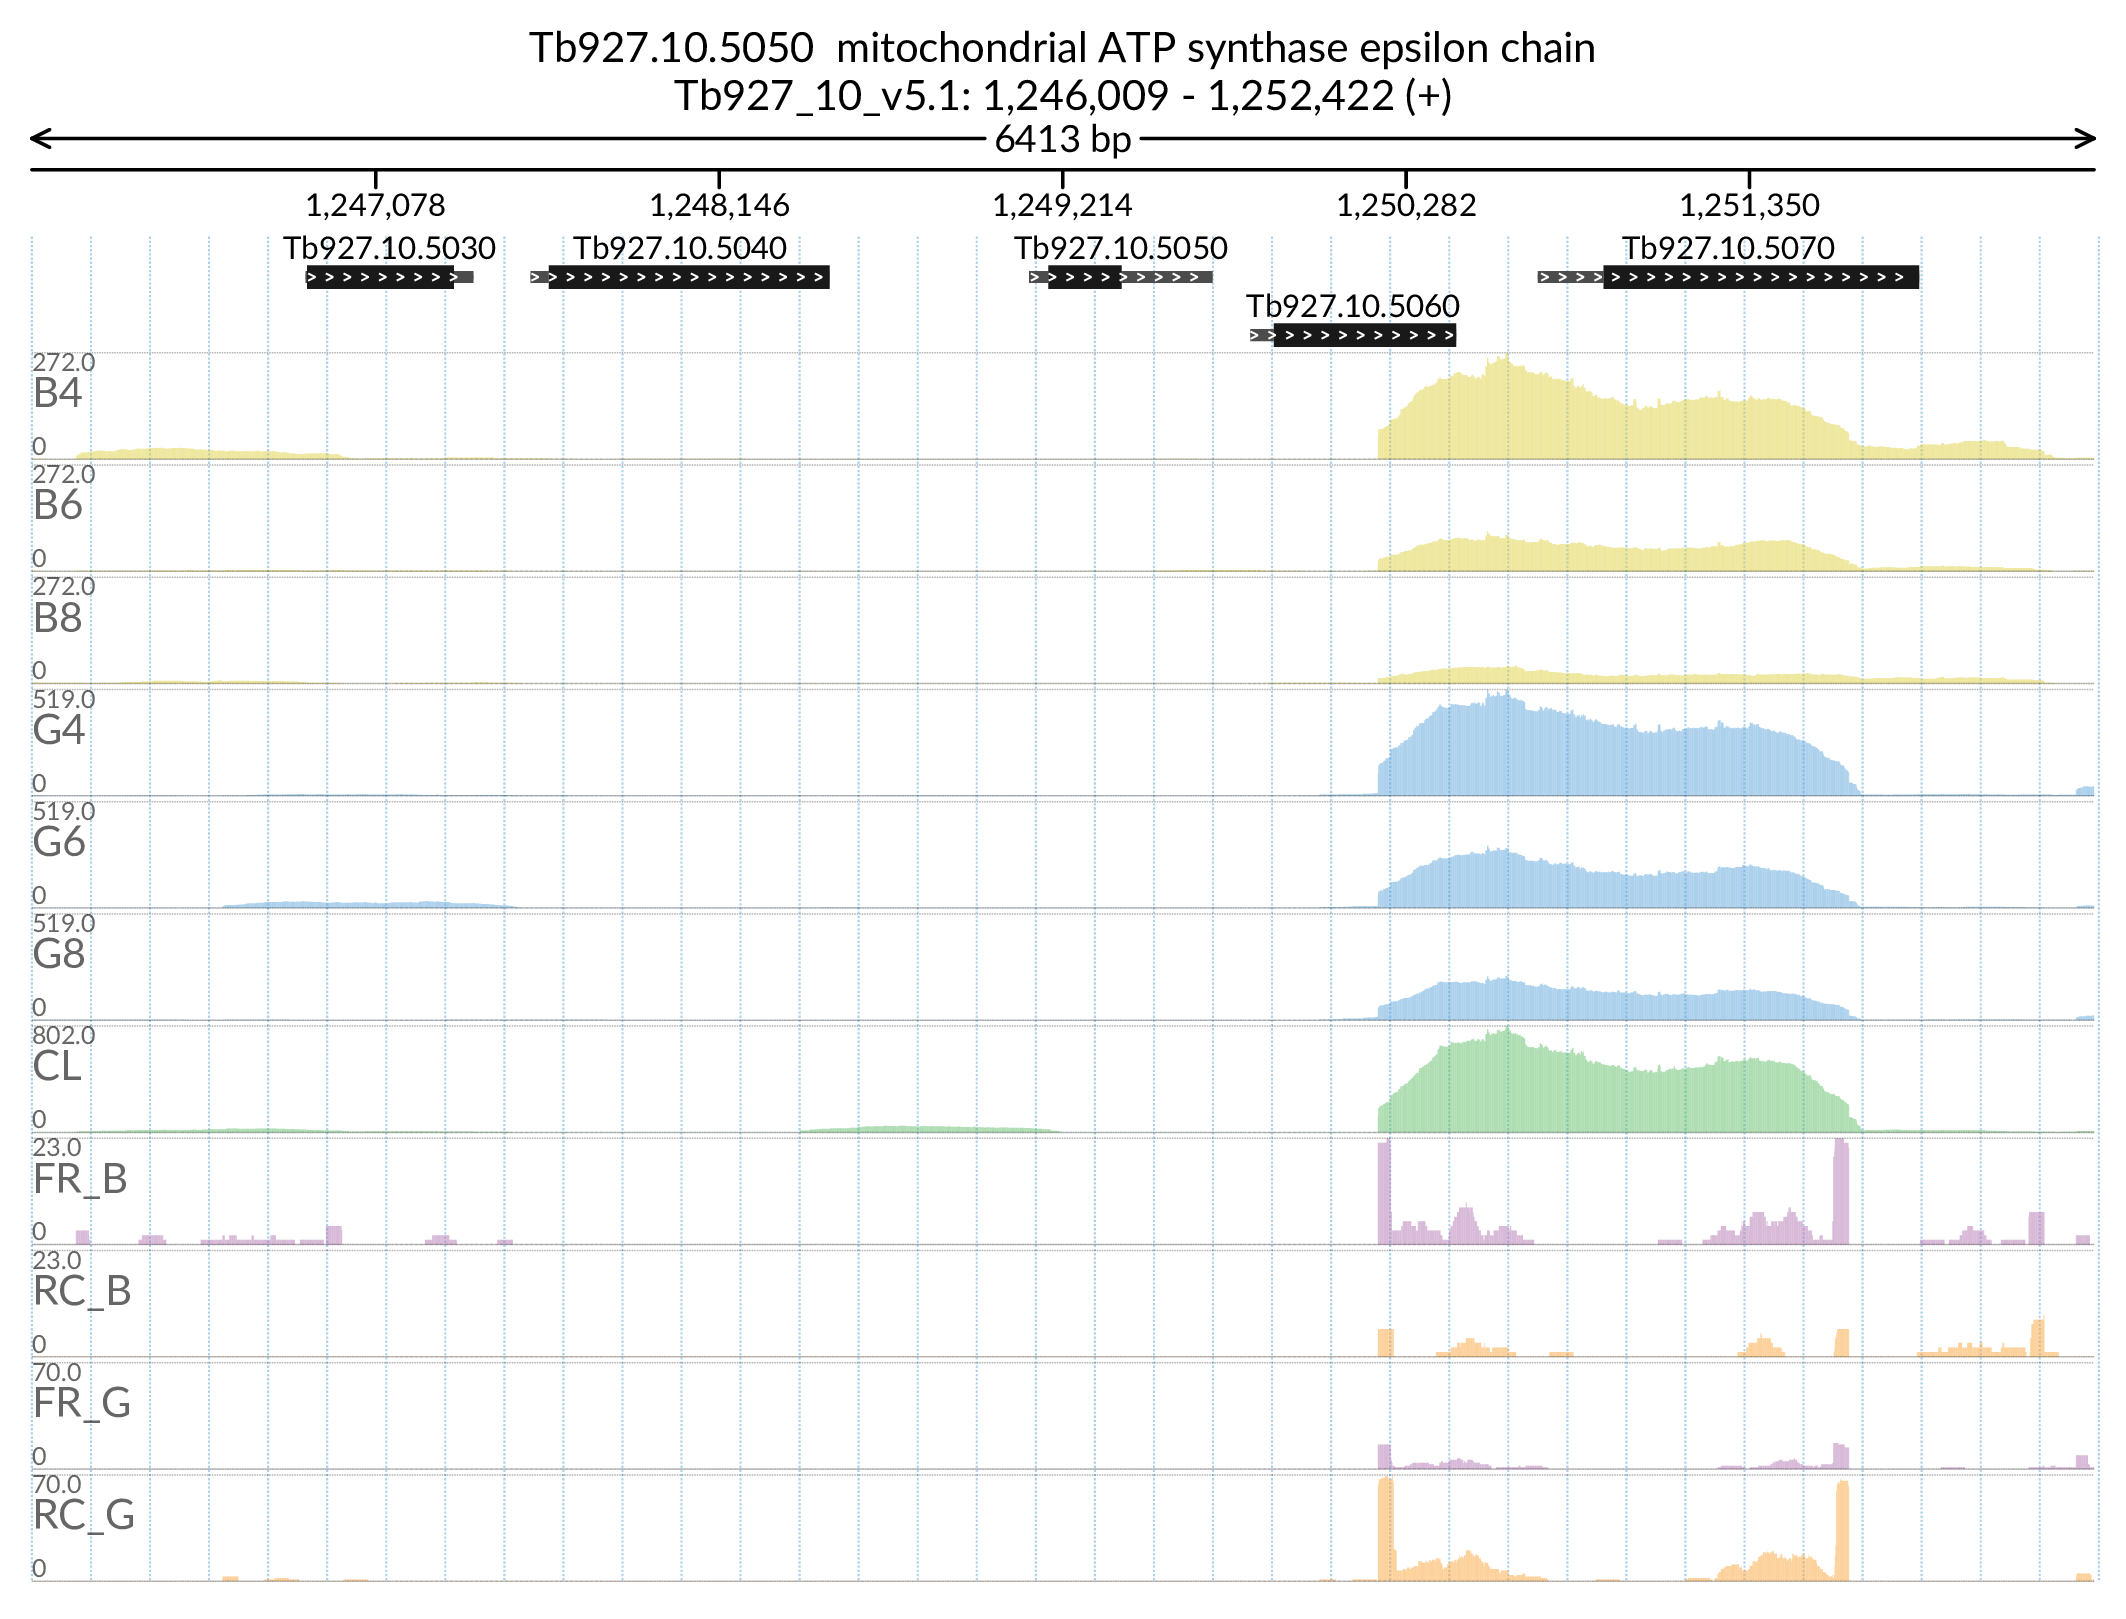 Tb927.10.5050  mitochondrial ATP synthase epsilon chain
Tb927_10_v5.1: 1,246,009 - 1,252,422 (+)
6413 bp
1,247,078 1,248,146 1,249,214 1,250,282 1,351,350
Tb927.10.5030 Tb927.10.5040 Tb927.10.5050 Tb927.10.5070
Tb927.10.5060
272.0
B4
0
272.0
B6
0
272.0
B8
0
519.0
G4
0
519.0
G6
0
519.0
G8
0
802.0
CL
0
23.0
FR_B
0
23.0
RC_B
0
70.0
FR_G
0
70.0
RC_G
0